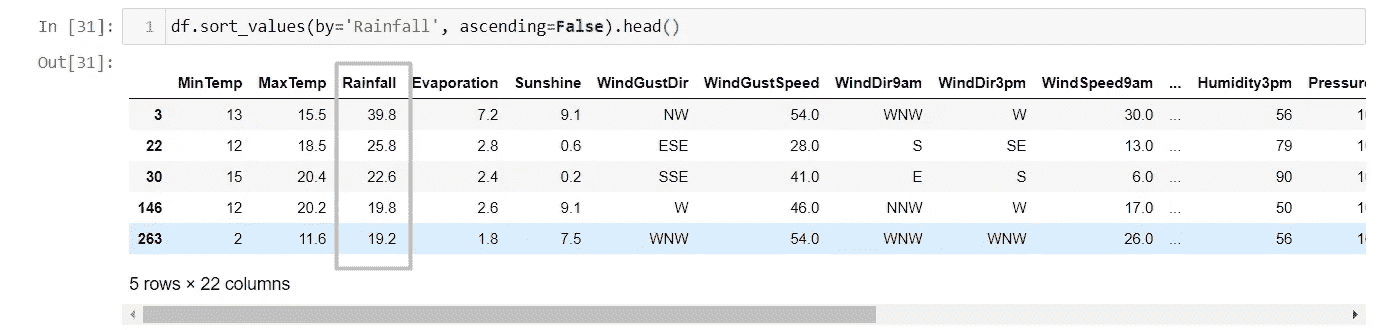 In [31]: 1 df.sort_values(by='Rainfall', ascending=False).head()
Out[31]:
MinTemp MaxTemp Rainfall Evaporation Sunshine WindGustDir WindGustSpeed WindDir9am WindDir3pm WindSpeed9am ... Humidity3pm Pressure
3 13 15.5 39.8 7.2 9.1 NW 54.0 WNW W 30.0 ... 56
22 12 18.5 25.8 2.8 0.6 ESE 28.0 S SE 13.0 ... 79
30 15 20.4 22.6 2.4 0.2 SSE 41.0 E S 6.0 ... 90
146 12 20.2 19.8 2.6 9.1 W 46.0 NNW W 17.0 ... 50
263 2 11.6 19.2 1.8 7.5 WNW 54.0 WNW WNW 26.0 ... 56
5 rows × 22 columns